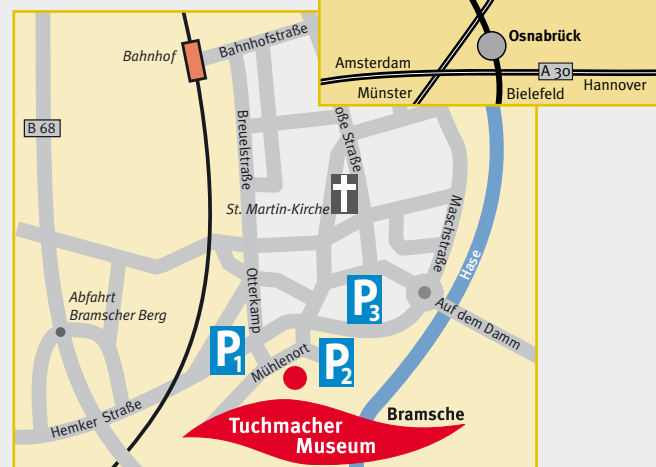 Osnabrück
Amsterdam
A 30
Hannover
Münster
Bielefeld
Bahnhof
Bahnhofstraße
B 68
Breuelstraße
oße Straße
St. Martin-Kirche
Maschstraße
Hase
Otterkamp
Abfahrt
Bramscher Berg
P3
Auf dem Damm
P1
P2
Mühlenort
Hemker Straße
Bramsche
Tuchmacher
Museum